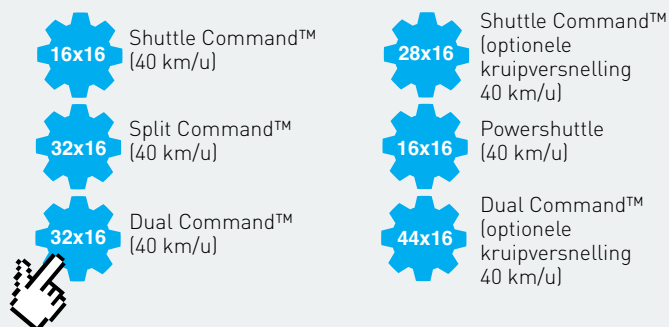 16x16
Shuttle Command™
(40 km/u)
32x16
Split Command™
(40 km/u)
32x16
Dual Command™
(40 km/u)
28x16
Shuttle Command™
(optionele
kruipversnelling
40 km/u)
16x16
Powershuttle
(40 km/u)
44x16
Dual Command™
(optionele
kruipversnelling
40 km/u)